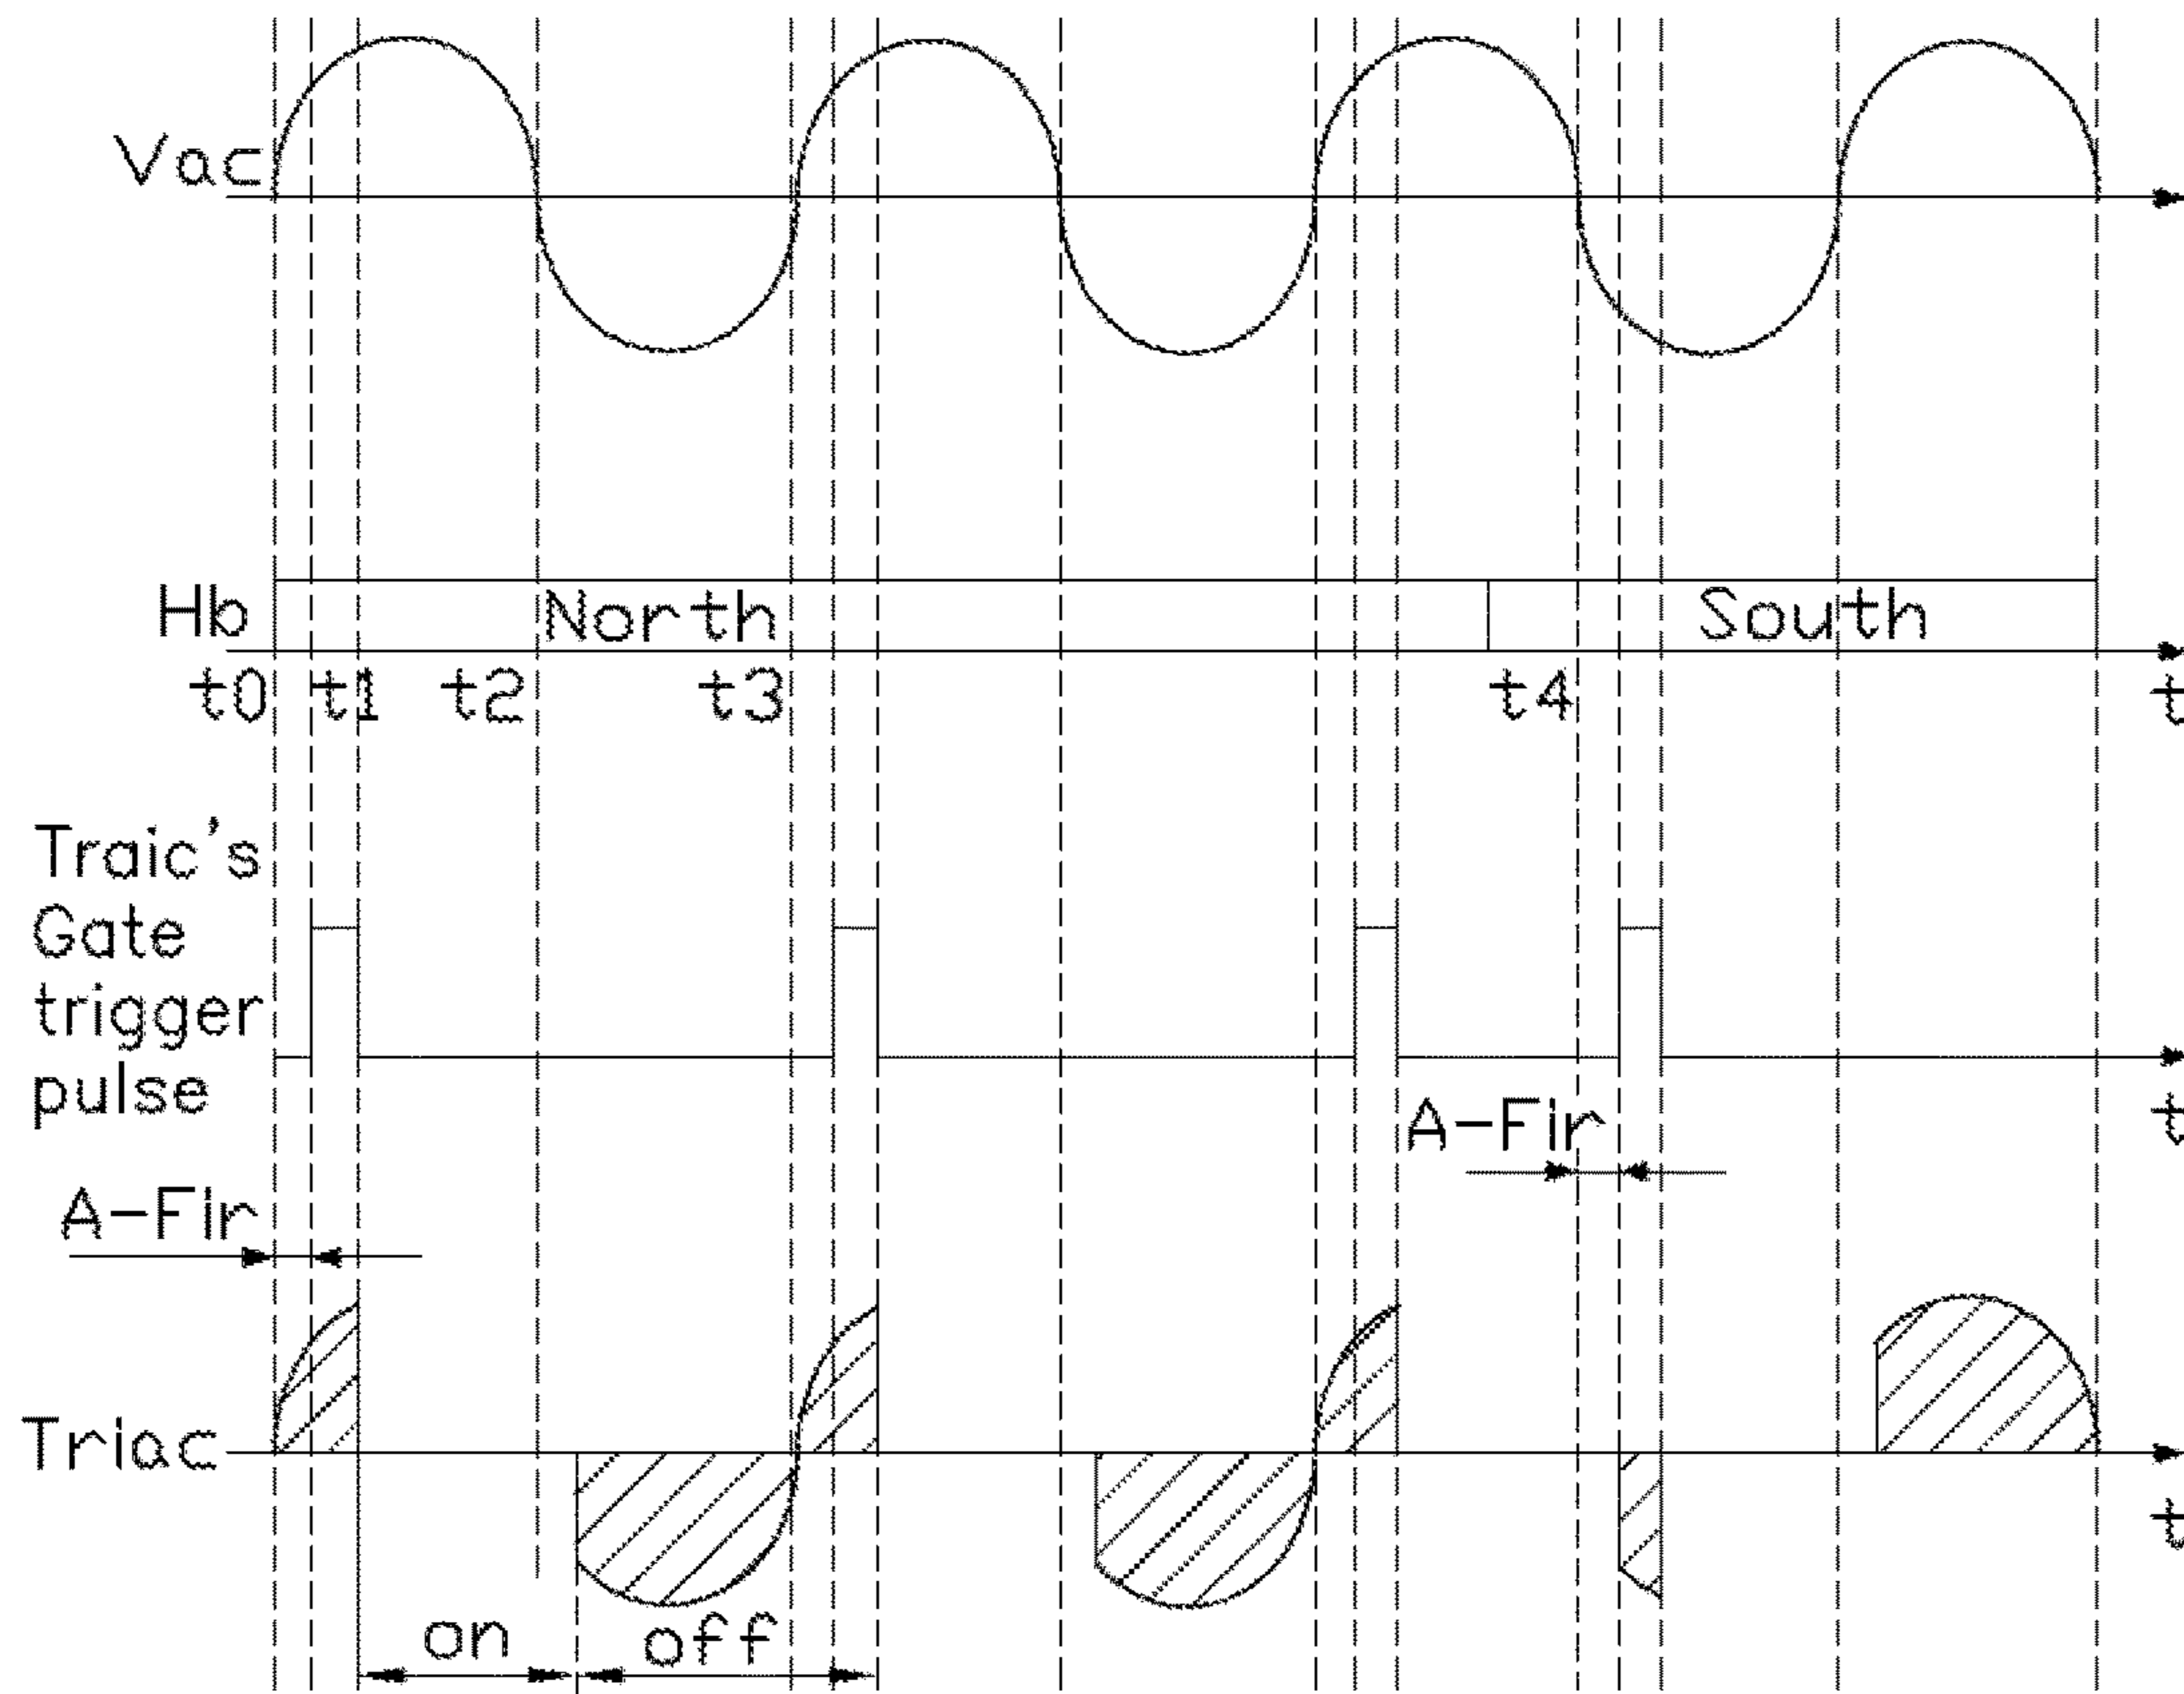 Vac
Hb North South
t0 t1 t2 t3 t4 t
Traic's
Gate
trigger
pulse
t
A-Fir
A-Fir
Triac
t
on off